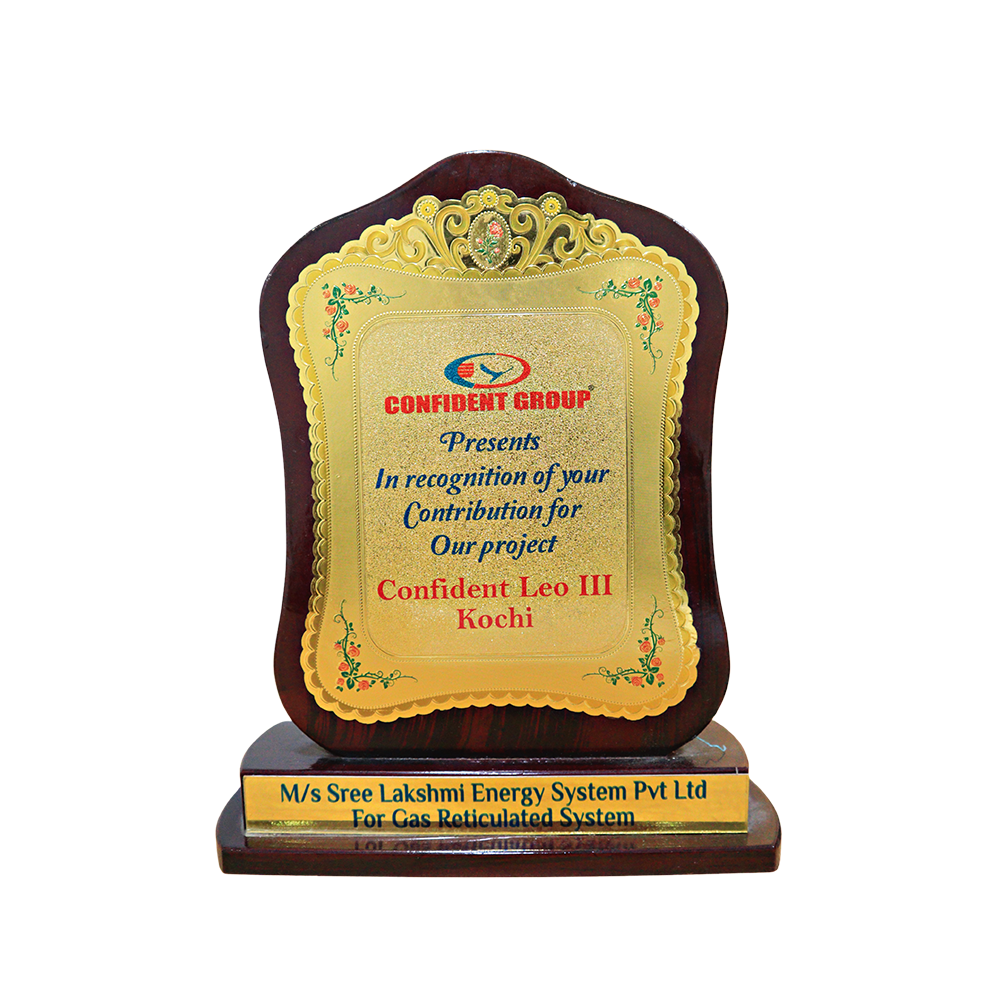 CONFIDENT GROUP®
Presents
In recognition of your
Contribution for
Our project
Confident Leo III
Kochi
M/s Sree Lakshmi Energy System Pvt Ltd
For Gas Reticulated System